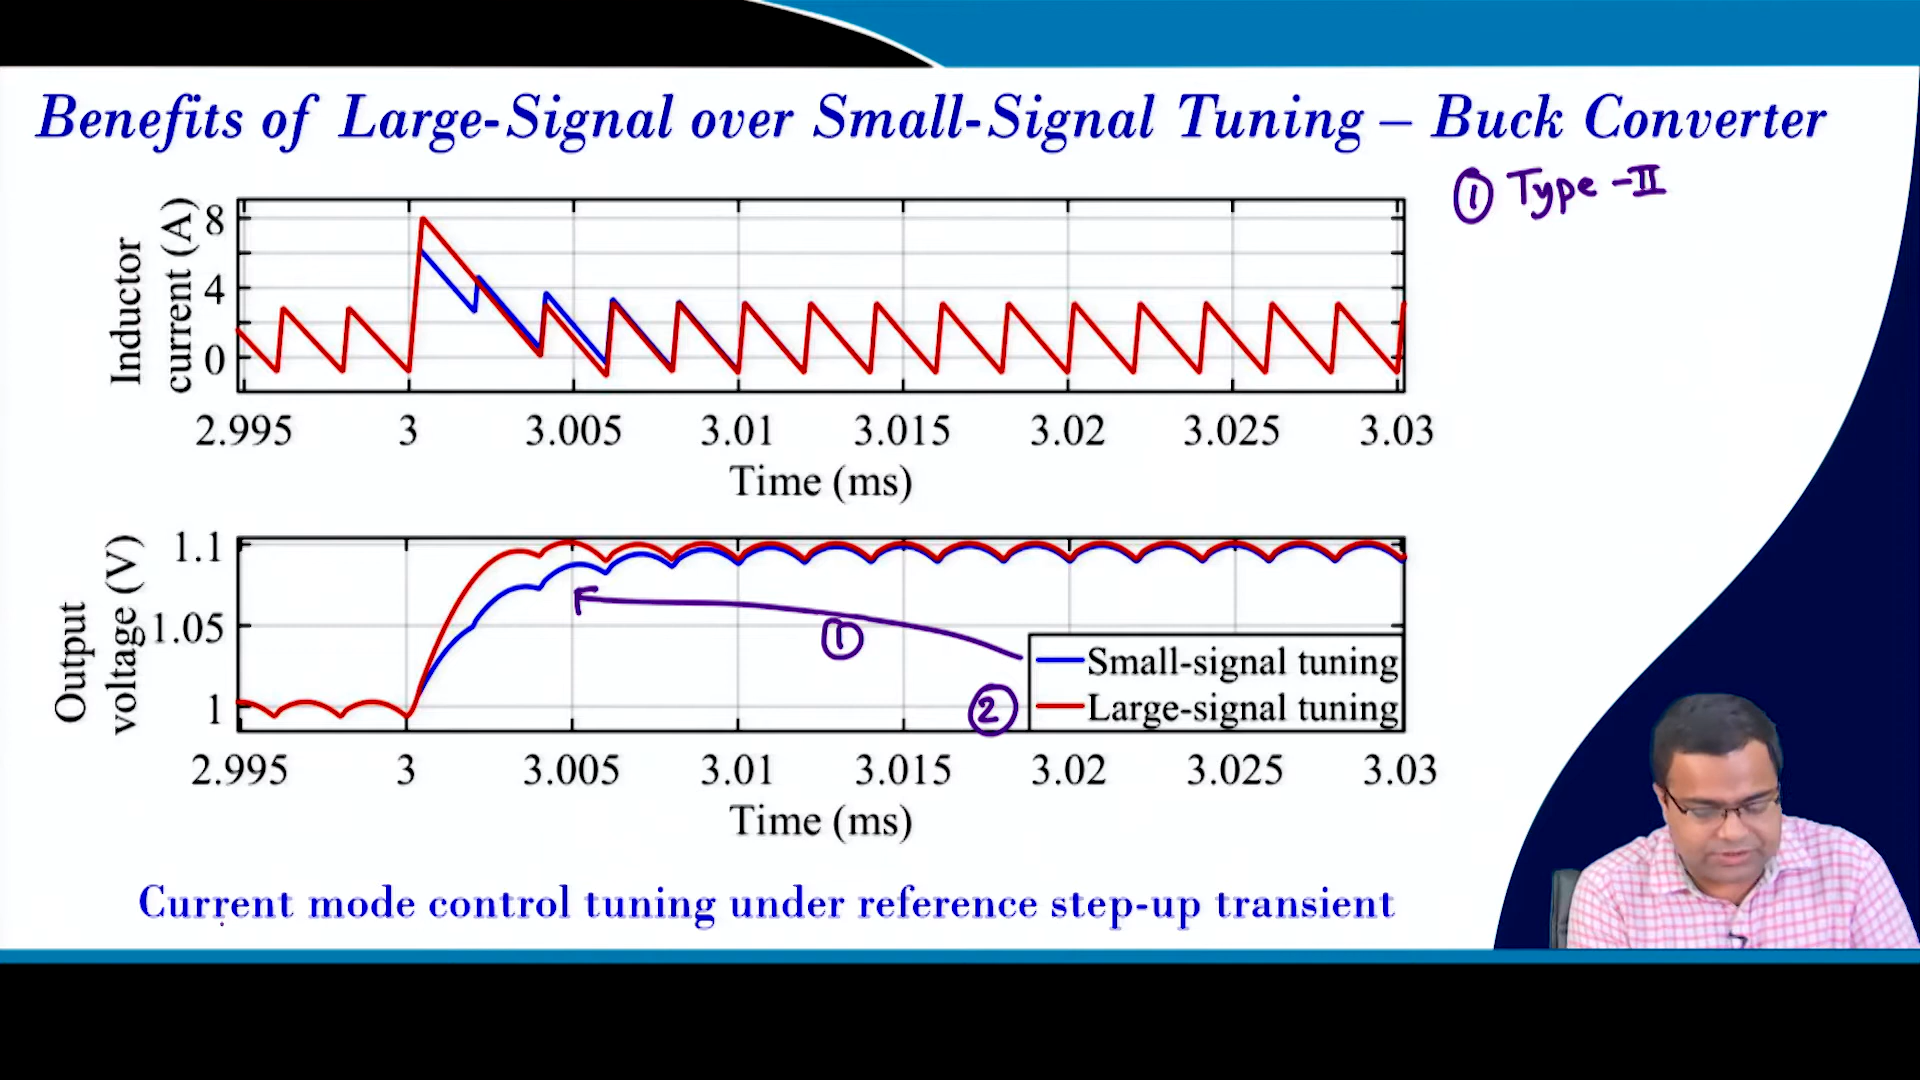 Benefits of Large-Signal over Small-Signal Tuning – Buck Converter
① Type-II
Inductor
current (A)
8
4
0
2.995 3 3.005 3.01 3.015 3.02 3.025 3.03
Time (ms)
Output
voltage (V)
1.1
1.05
1
①
②
Small-signal tuning
Large-signal tuning
2.995 3 3.005 3.01 3.015 3.02 3.025 3.03
Time (ms)
Current mode control tuning under reference step-up transient